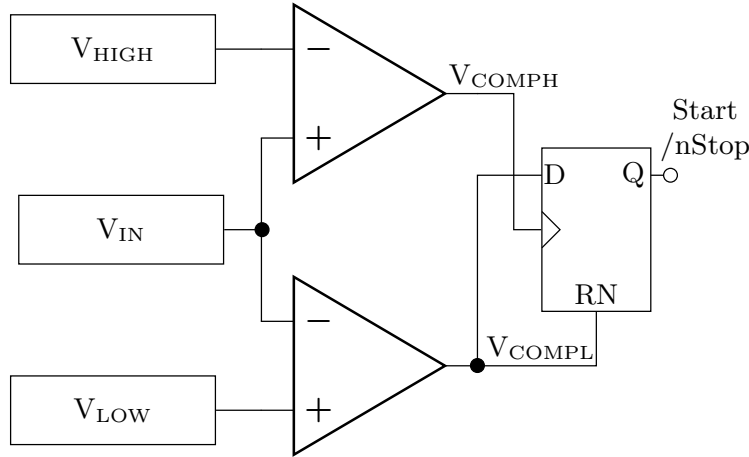 V_HIGH
V_COMPH
Start
/nStop
D
Q
V_IN
RN
V_COMPL
V_LOW